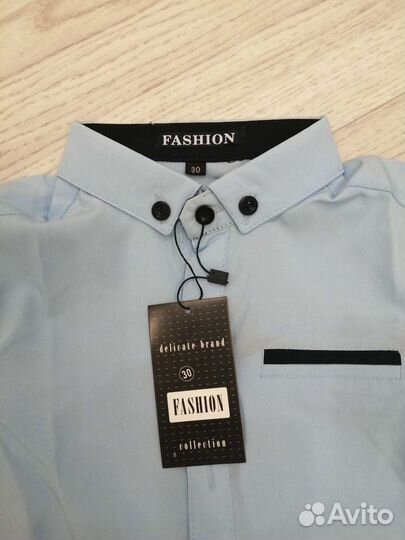 FASHION
30
delicate brand
30
FASHION
collection
Avito